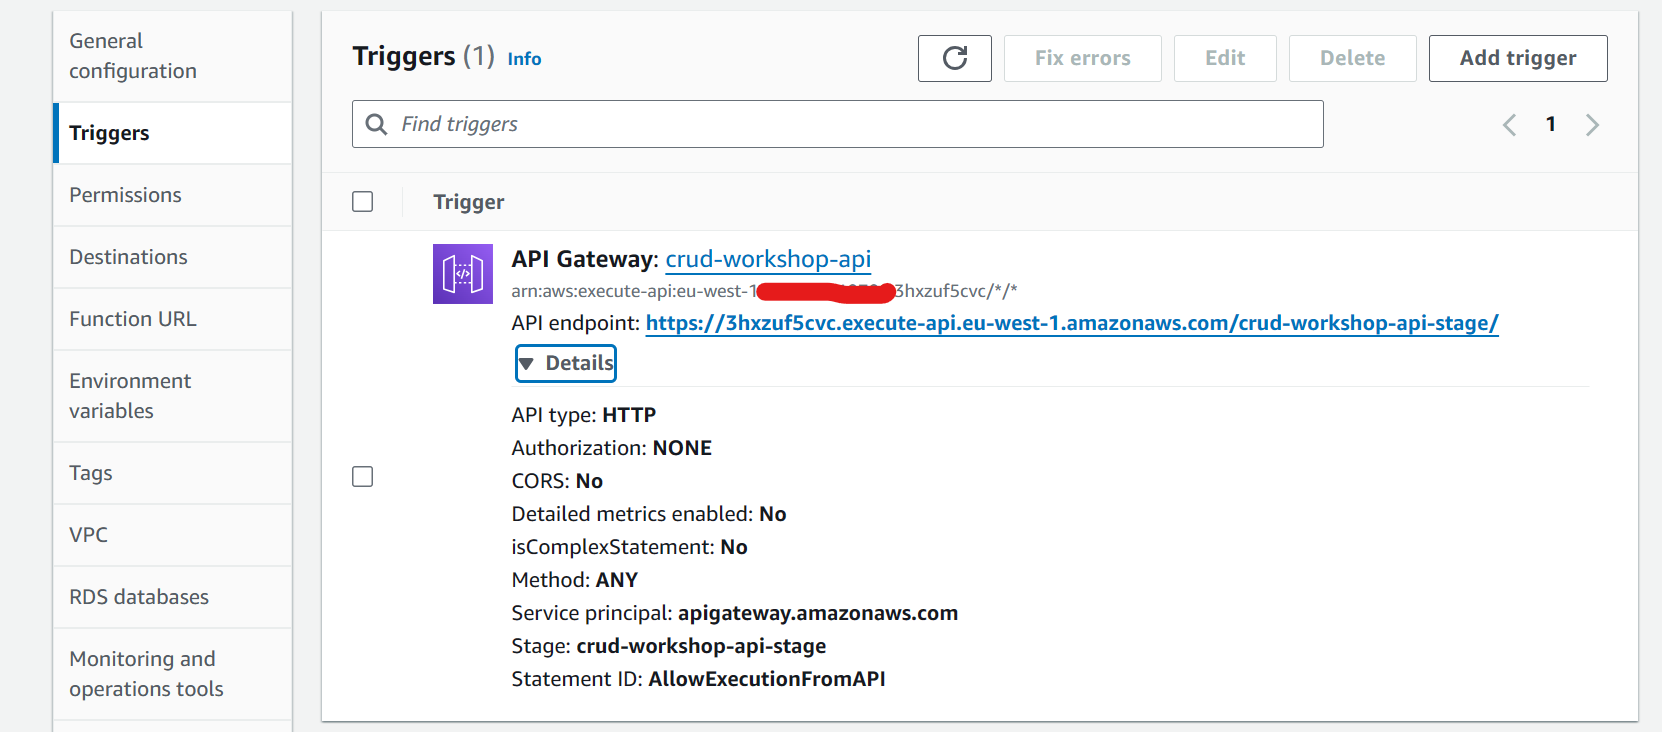 General
configuration
Triggers
Permissions
Destinations
Function URL
Environment
variables
Tags
VPC
RDS databases
Monitoring and
operations tools
Triggers (1) Info
Fix errors
Edit
Delete
Add trigger
Find triggers
1
Trigger
API Gateway: crud-workshop-api
arn:aws:execute-api:eu-west-1 3hxzuf5cvc/*/*
API endpoint: https://3hxzuf5cvc.execute-api.eu-west-1.amazonaws.com/crud-workshop-api-stage/
Details
API type: HTTP
Authorization: NONE
CORS: No
Detailed metrics enabled: No
isComplexStatement: No
Method: ANY
Service principal: apigateway.amazonaws.com
Stage: crud-workshop-api-stage
Statement ID: AllowExecutionFromAPI